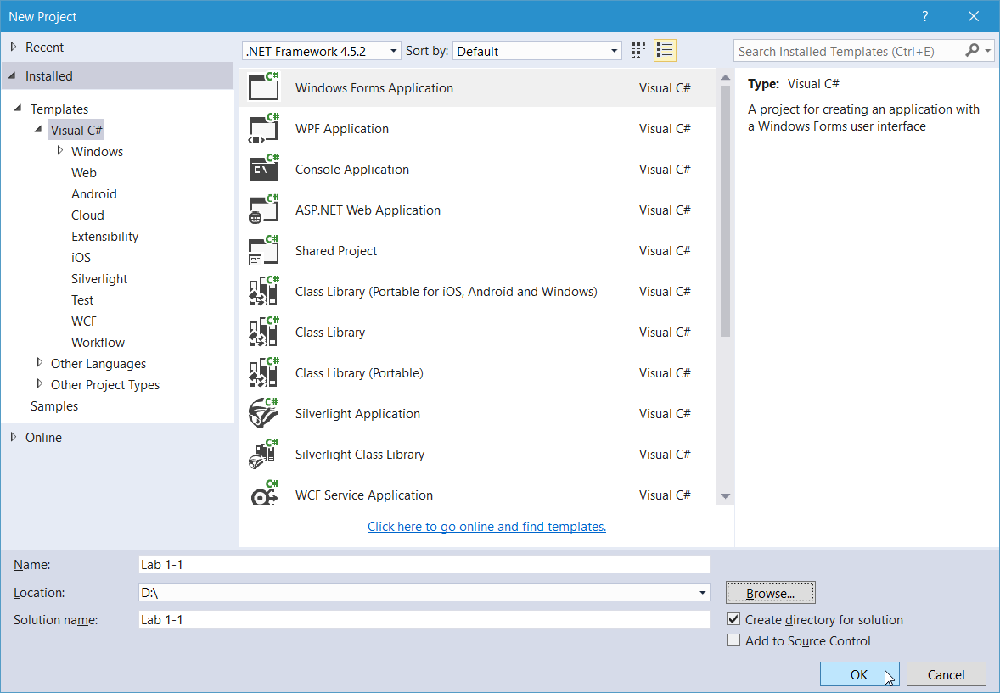 New Project
?
Recent
Installed
Templates
Visual C#
Windows
Web
Android
Cloud
Extensibility
iOS
Silverlight
Test
WCF
Workflow
Other Languages
Other Project Types
Samples
Online
.NET Framework 4.5.2 Sort by: Default
C# Windows Forms Application Visual C#
C# WPF Application Visual C#
C# C:\ Console Application Visual C#
C# ASP.NET Web Application Visual C#
C# Shared Project Visual C#
C# Class Library (Portable for iOS, Android and Windows) Visual C#
C# Class Library Visual C#
C# Class Library (Portable) Visual C#
C# Silverlight Application Visual C#
C# Silverlight Class Library Visual C#
C# WCF Service Application Visual C#
Click here to go online and find templates.
Search Installed Templates (Ctrl+E)
Type: Visual C#
A project for creating an application with
a Windows Forms user interface
Name: Lab 1-1
Location: D:\ Browse...
Solution name: Lab 1-1 Create directory for solution
Add to Source Control
OK Cancel